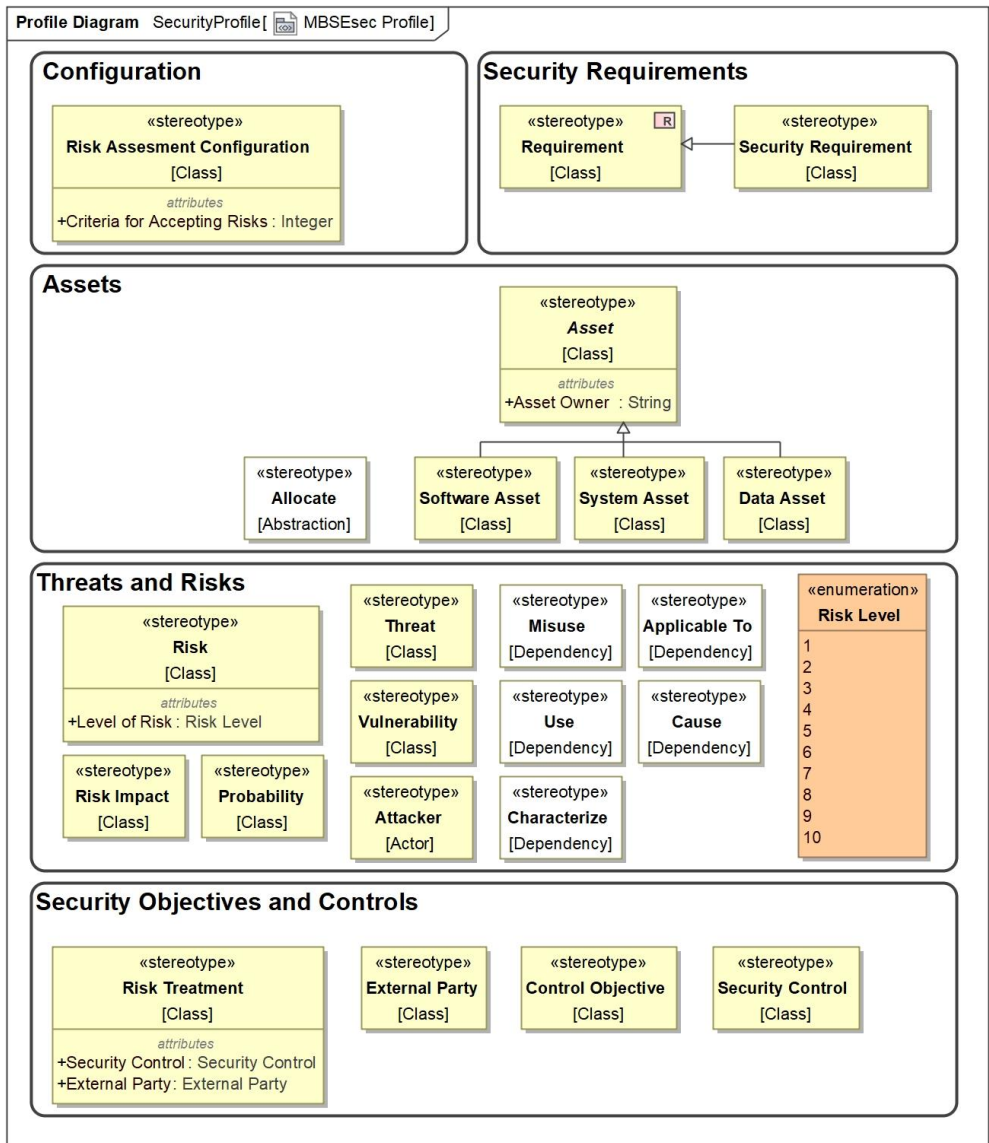 Profile Diagram SecurityProfile[ MBSEsec Profile]
Configuration
«stereotype»
Risk Assesment Configuration
[Class]
attributes
+Criteria for Accepting Risks : Integer
Security Requirements
«stereotype» R
Requirement
[Class]
«stereotype»
Security Requirement
[Class]
Assets
«stereotype»
Asset
[Class]
attributes
+Asset Owner : String
«stereotype»
Allocate
[Abstraction]
«stereotype»
Software Asset
[Class]
«stereotype»
System Asset
[Class]
«stereotype»
Data Asset
[Class]
Threats and Risks
«stereotype»
Risk
[Class]
attributes
+Level of Risk : Risk Level
«stereotype»
Risk Impact
[Class]
«stereotype»
Probability
[Class]
«stereotype»
Threat
[Class]
«stereotype»
Vulnerability
[Class]
«stereotype»
Attacker
[Actor]
«stereotype»
Misuse
[Dependency]
«stereotype»
Use
[Dependency]
«stereotype»
Characterize
[Dependency]
«stereotype»
Applicable To
[Dependency]
«stereotype»
Cause
[Dependency]
«enumeration»
Risk Level
1
2
3
4
5
6
7
8
9
10
Security Objectives and Controls
«stereotype»
Risk Treatment
[Class]
attributes
+Security Control : Security Control
+External Party : External Party
«stereotype»
External Party
[Class]
«stereotype»
Control Objective
[Class]
«stereotype»
Security Control
[Class]